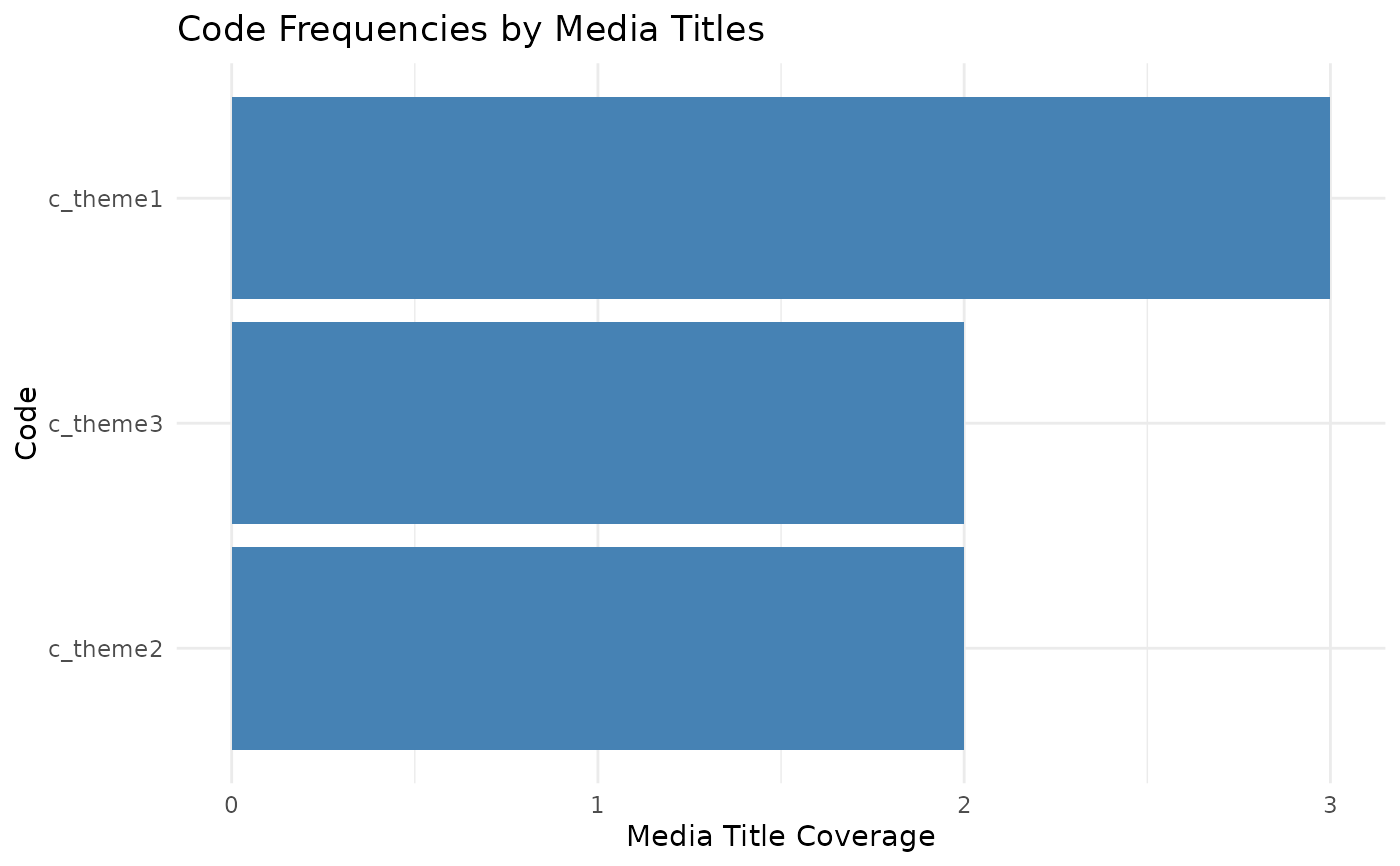 Code Frequencies by Media Titles
c_theme1
c_theme3
c_theme2
Code
0 1 2 3
Media Title Coverage